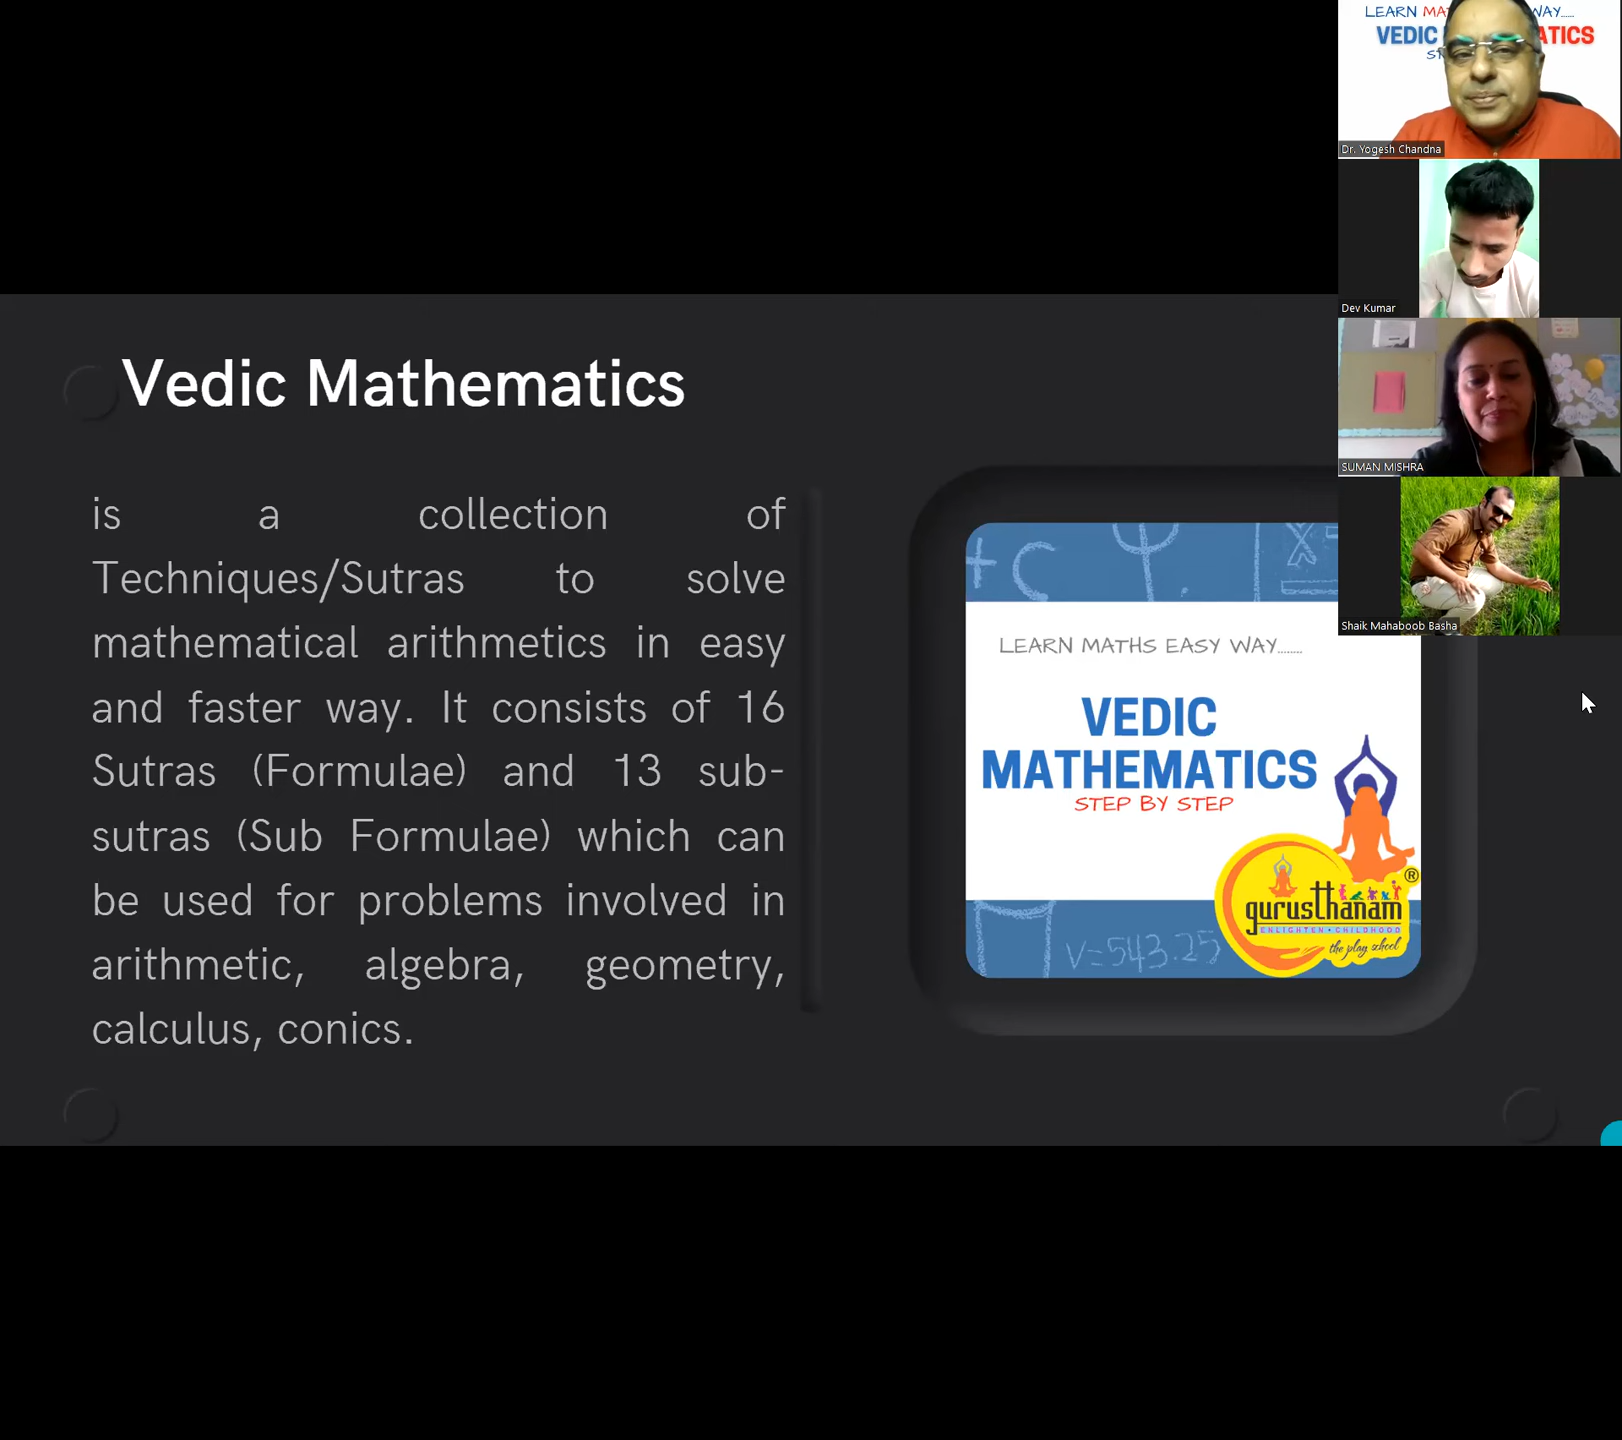 LEARN
WAY......
VEDIC
ATICS
Dr. Yogesh Chandna
Dev Kumar
SUMAN MISHRA
Shaik Mahaboob Basha
Vedic Mathematics
is a collection of
Techniques/Sutras to solve
mathematical arithmetics in easy
and faster way. It consists of 16
Sutras (Formulae) and 13 sub-
sutras (Sub Formulae) which can
be used for problems involved in
arithmetic, algebra, geometry,
calculus, conics.
LEARN MATHS EASY WAY........
VEDIC
MATHEMATICS
STEP BY STEP
gurusthanam
ENLIGHTEN • CHILDHOOD
the play school
®
V=543.25